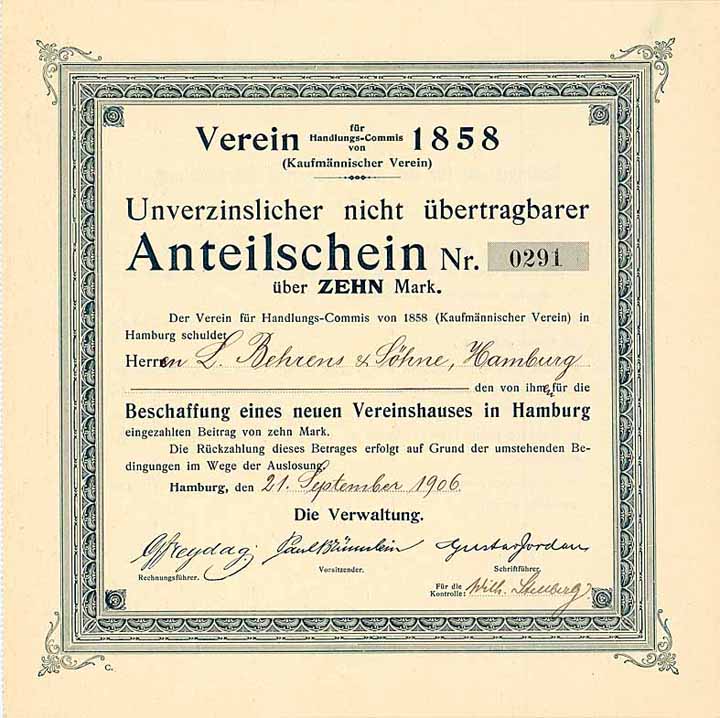 Verein für Handlungs-Commis von 1858
(Kaufmännischer Verein)
Unverzinslicher nicht übertragbarer
Anteilschein Nr. 0291
über ZEHN Mark.
Der Verein für Handlungs-Commis von 1858 (Kaufmännischer Verein) in
Hamburg schuldet
Herren L. Behrens & Söhne, Hamburg
den von ihnen für die
Beschaffung eines neuen Vereinshauses in Hamburg
eingezahlten Beitrag von zehn Mark.
Die Rückzahlung dieses Betrages erfolgt auf Grund der umstehenden Be-
dingungen im Wege der Auslosung.
Hamburg, den 21. September 1906
Die Verwaltung.
Gustav Jordan
Rechnungsführer. Vorsitzender. Schriftführer.
Für die
Kontrolle: Wilh.
C.